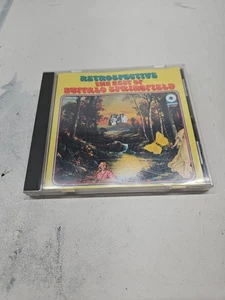 RETROSPECTIVE
THE BEST OF
BUFFALO SPRINGFIELD